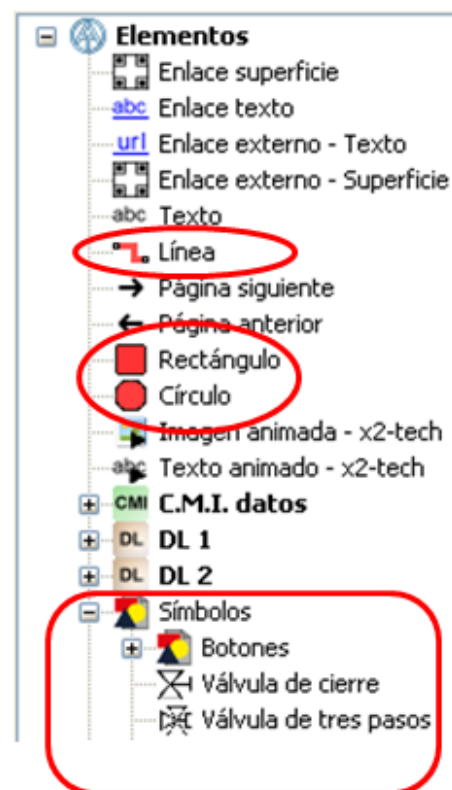 Elementos
Enlace superficie
abc Enlace texto
url Enlace externo - Texto
Enlace externo - Superficie
abc Texto
Línea
Página siguiente
Página anterior
Rectángulo
Círculo
Imagen animada - x2-tech
abc Texto animado - x2-tech
CMI C.M.I. datos
DL DL 1
DL DL 2
Símbolos
Botones
Válvula de cierre
Válvula de tres pasos